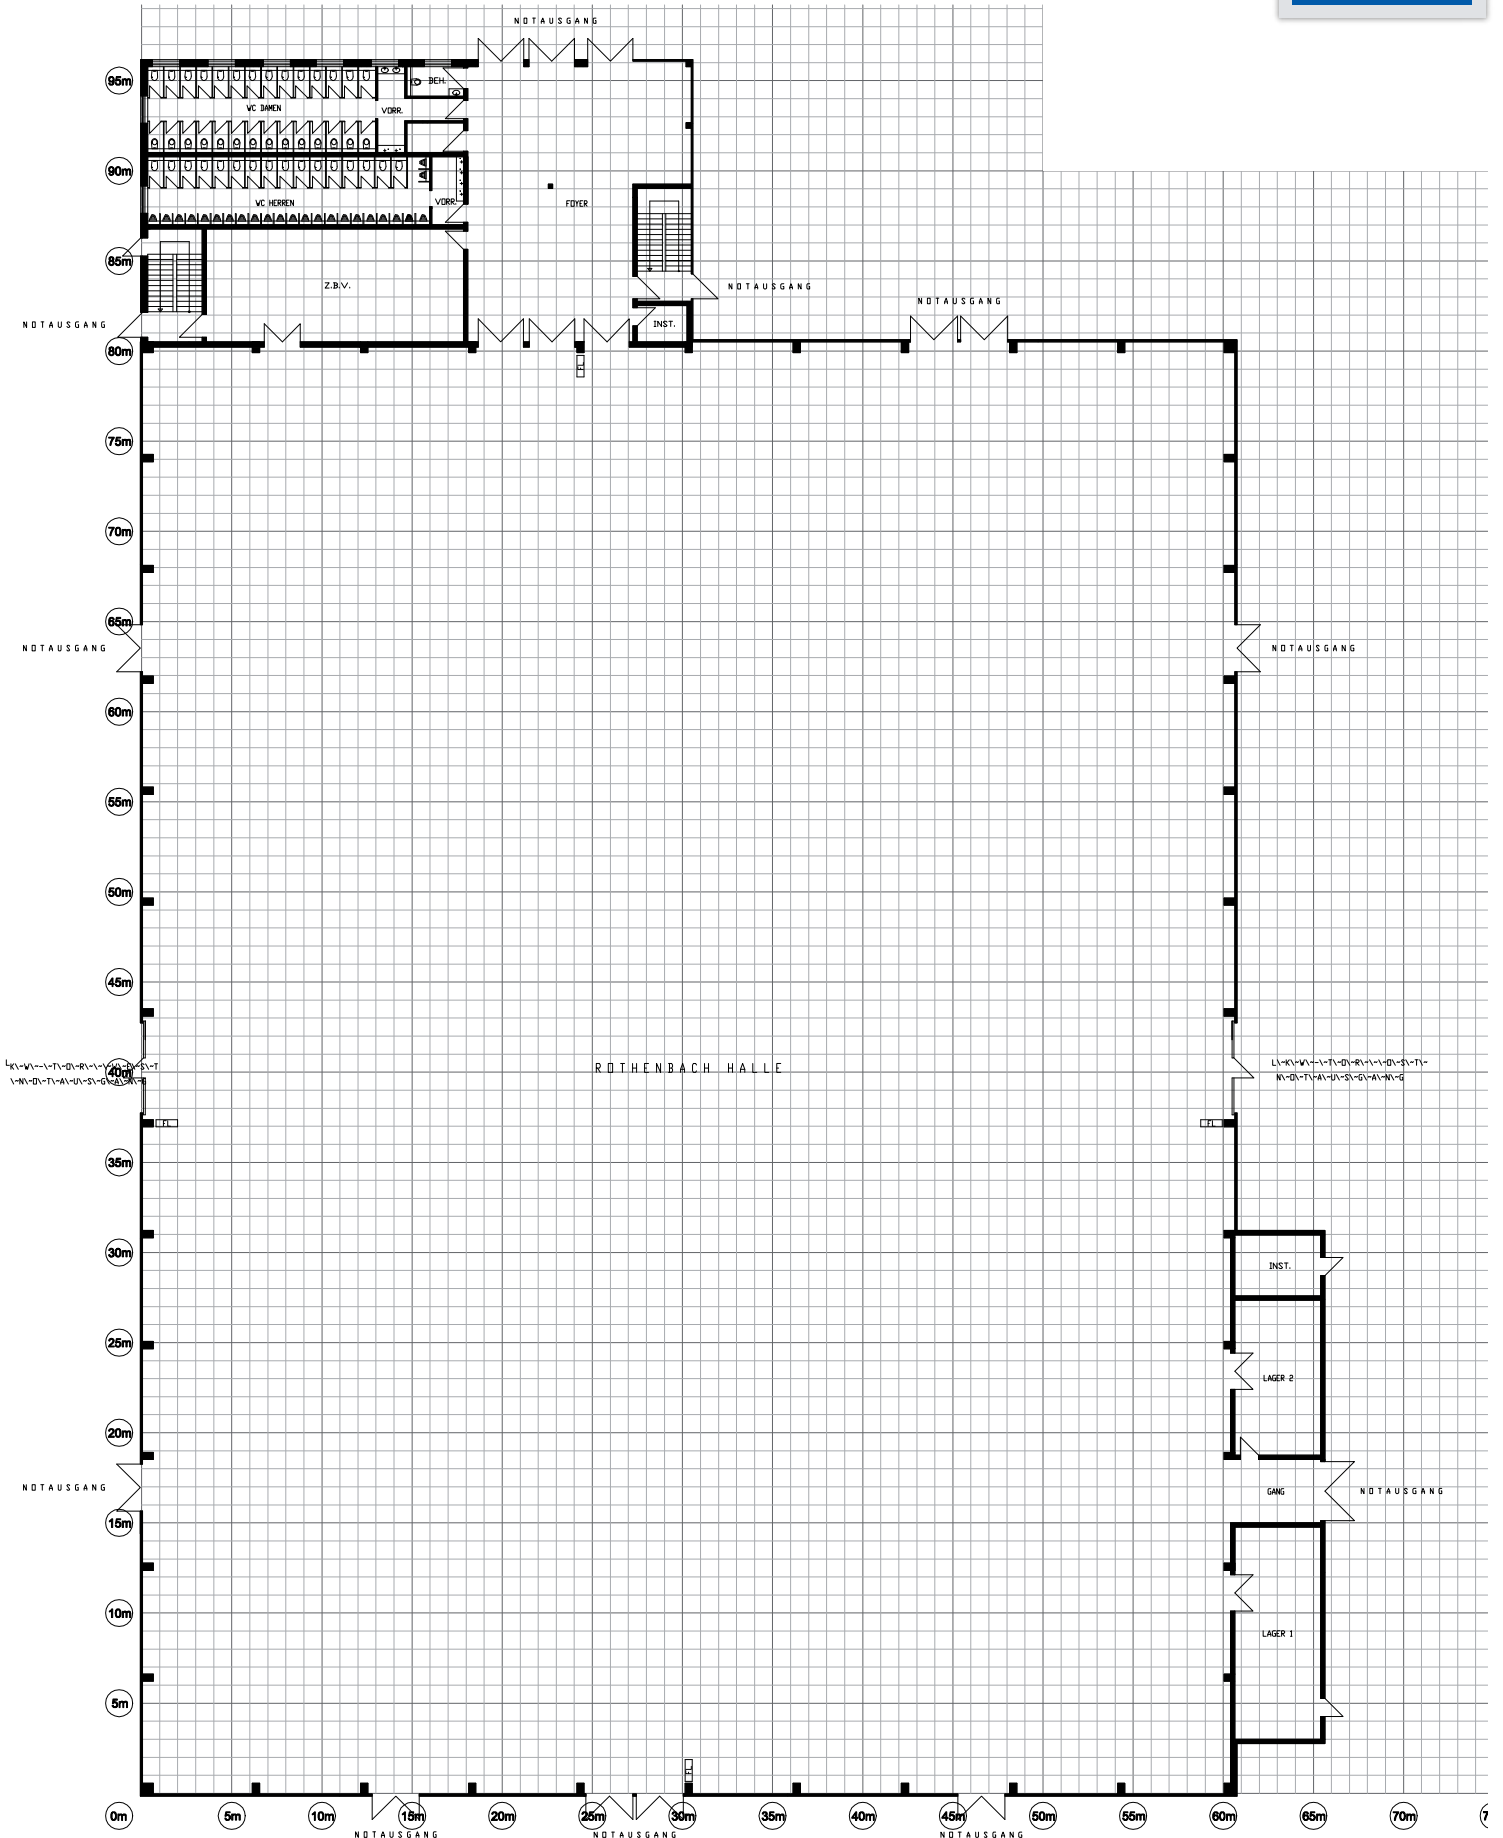 NOTAUSGANG
95m
BEH.
WC DAMEN
VORR.
90m
WC HERREN
VORR.
FOYER
85m
Z.B.V.
NOTAUSGANG
NOTAUSGANG
NOTAUSGANG
INST.
80m
FL
75m
70m
65m
NOTAUSGANG
NOTAUSGANG
60m
55m
50m
45m
L\~K\~W\~-\~T\~O\~R\~\~W\~E\~S\~T
\~N\~O\~T\~A\~U\~S\~G\~A\~N\~G
40m
ROTHENBACH HALLE
L\~K\~W\~-\~T\~O\~R\~\~O\~S\~T\~
N\~O\~T\~A\~U\~S\~G\~A\~N\~G
FL
FL
35m
30m
INST.
25m
LAGER 2
20m
NOTAUSGANG
GANG
NOTAUSGANG
15m
10m
LAGER 1
5m
FL
0m 5m 10m 15m 20m 25m 30m 35m 40m 45m 50m 55m 60m 65m 70m
NOTAUSGANG
NOTAUSGANG
NOTAUSGANG